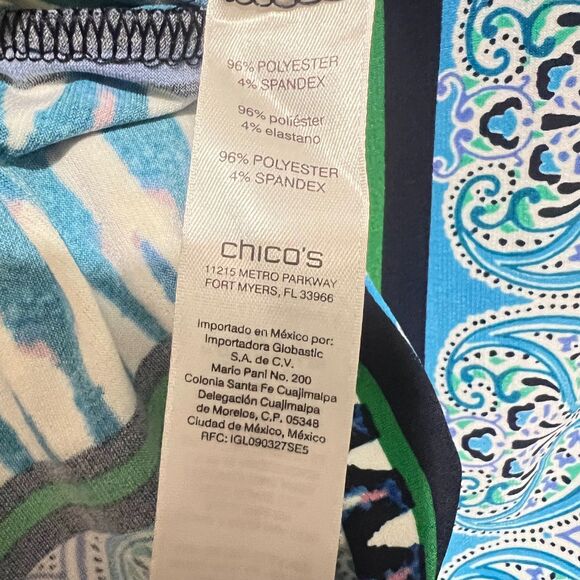 96% POLYESTER
4% SPANDEX
96% poliéster
4% elastano
96% POLYESTER
4% SPANDEX
chico's
11215 METRO PARKWAY
FORT MYERS, FL 33966
Importado en México por:
Importadora Globastic
S.A. de C.V.
Mario Pani No. 200
Colonia Santa Fe Cuajimalpa
Delegación Cuajimalpa
de Morelos, C.P. 05348
Ciudad de México, México
RFC: IGL090327SE5